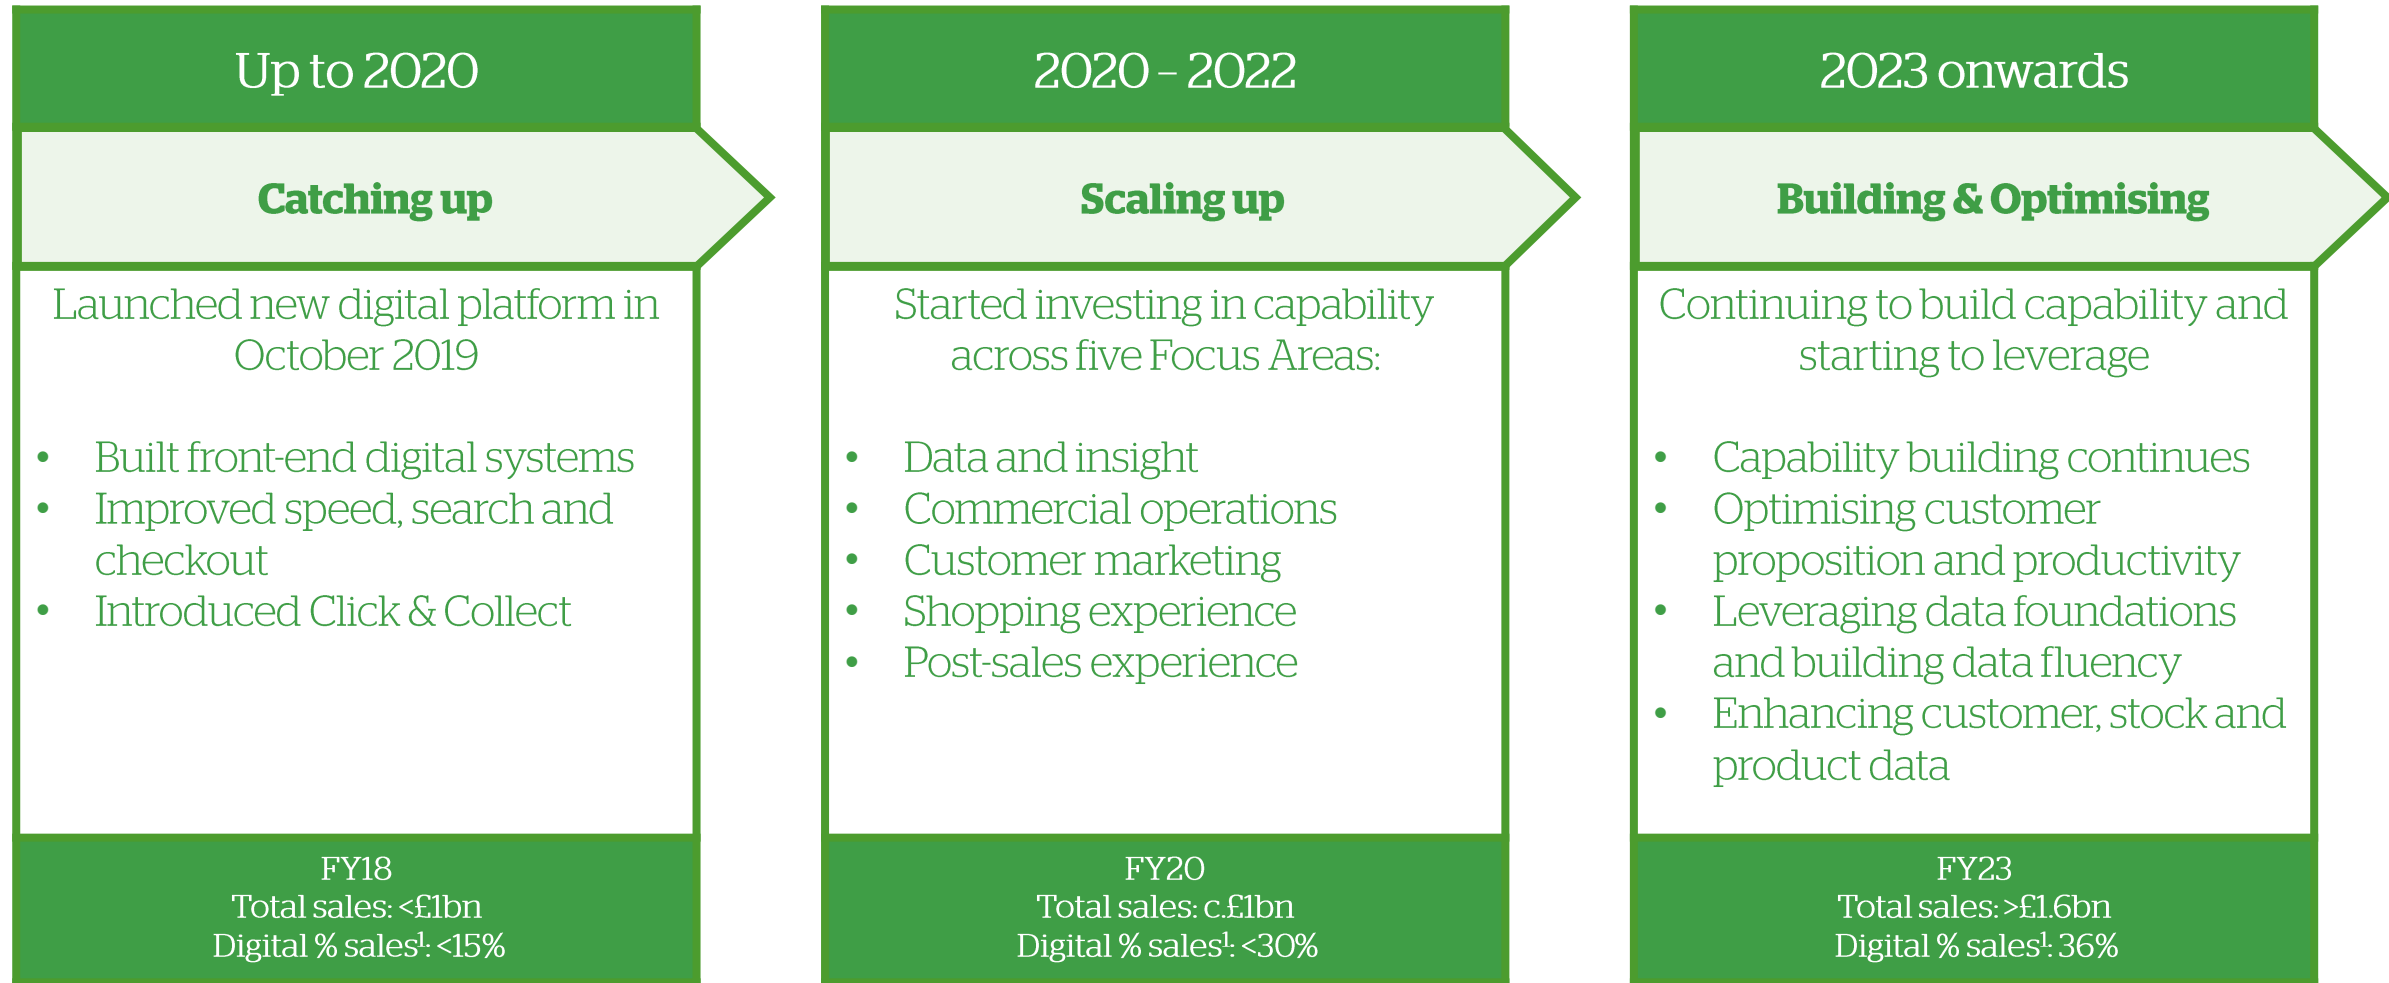 Up to 2020
Catching up
Launched new digital platform in
October 2019
• Built front-end digital systems
• Improved speed, search and
checkout
• Introduced Click & Collect
FY18
Total sales: <£1bn
Digital % sales¹: <15%
2020 – 2022
Scaling up
Started investing in capability
across five Focus Areas:
• Data and insight
• Commercial operations
• Customer marketing
• Shopping experience
• Post-sales experience
FY20
Total sales: c.£1bn
Digital % sales¹: <30%
2023 onwards
Building & Optimising
Continuing to build capability and
starting to leverage
• Capability building continues
• Optimising customer
proposition and productivity
• Leveraging data foundations
and building data fluency
• Enhancing customer, stock and
product data
FY23
Total sales: >£1.6bn
Digital % sales¹: 36%